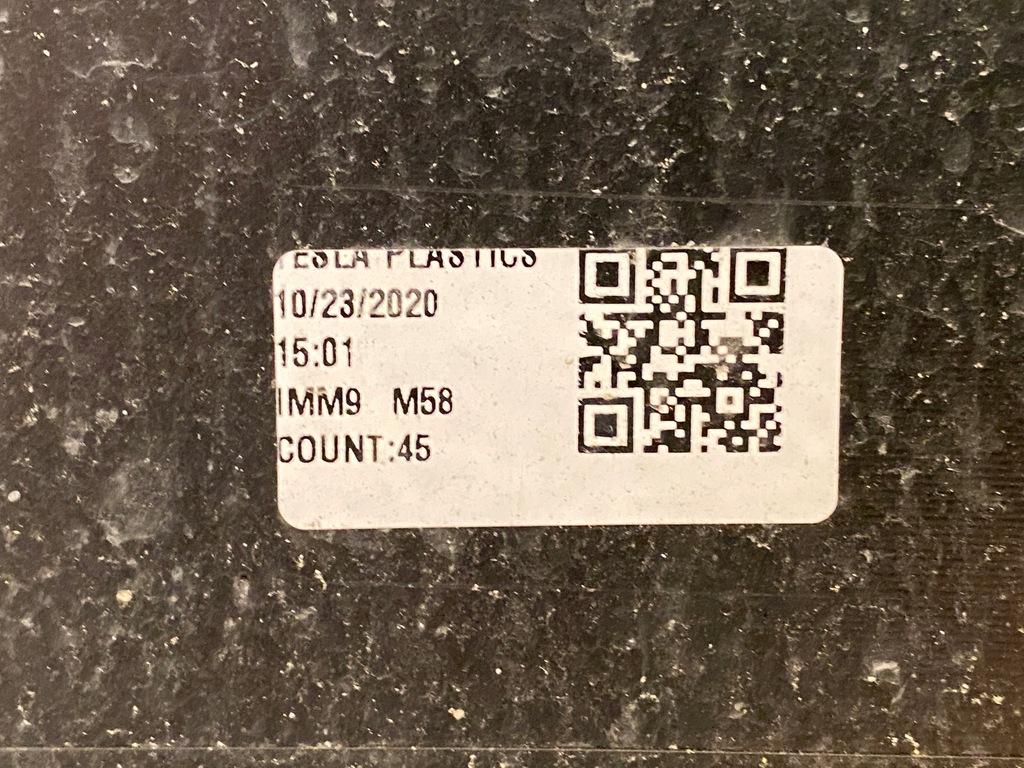 TESLA PLASTICS
10/23/2020
15:01
IMM9 M58
COUNT:45